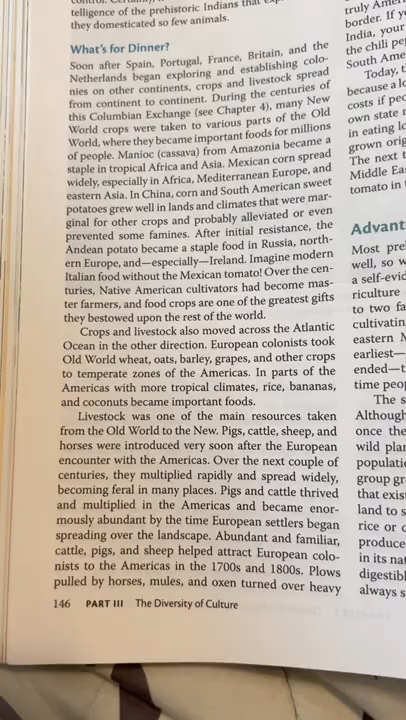 telligence of the prehistoric Indians that
they domesticated so few animals.
What's for Dinner?
Soon after Spain, Portugal, France, Britain, and the
Netherlands began exploring and establishing colo-
nies on other continents, crops and livestock spread
from continent to continent. During the centuries of
this Columbian Exchange (see Chapter 4), many New
World crops were taken to various parts of the Old
World, where they became important foods for millions
of people. Manioc (cassava) from Amazonia became a
staple in tropical Africa and Asia. Mexican corn spread
widely, especially in Africa, Mediterranean Europe, and
eastern Asia. In China, corn and South American sweet
potatoes grew well in lands and climates that were mar-
ginal for other crops and probably alleviated or even
prevented some famines. After initial resistance, the
Andean potato became a staple food in Russia, north-
ern Europe, and—especially—Ireland. Imagine modern
Italian food without the Mexican tomato! Over the cen-
turies, Native American cultivators had become mas-
ter farmers, and food crops are one of the greatest gifts
they bestowed upon the rest of the world.
Crops and livestock also moved across the Atlantic
Ocean in the other direction. European colonists took
Old World wheat, oats, barley, grapes, and other crops
to temperate zones of the Americas. In parts of the
Americas with more tropical climates, rice, bananas,
and coconuts became important foods.
Livestock was one of the main resources taken
from the Old World to the New. Pigs, cattle, sheep, and
horses were introduced very soon after the European
encounter with the Americas. Over the next couple of
centuries, they multiplied rapidly and spread widely,
becoming feral in many places. Pigs and cattle thrived
and multiplied in the Americas and became enor-
mously abundant by the time European settlers began
spreading over the landscape. Abundant and familiar,
cattle, pigs, and sheep helped attract European colo-
nists to the Americas in the 1700s and 1800s. Plows
pulled by horses, mules, and oxen turned over heavy
146 PART III The Diversity of Culture
truly
border. If y
India, your
the chili pe
South Ame
Today, t
because a lo
costs if peo
own state r
in eating lo
grown orig
The next t
Middle Ea
tomato in
Advant
Most pre
well, so w
a self-evid
riculture
to two fa
cultivatin
eastern M
earliest—
ended—t
time peop
The s
Although
once the
wild plan
populatio
group gr
that exist
land to s
rice or c
produce
in its nat
digestibl
always s